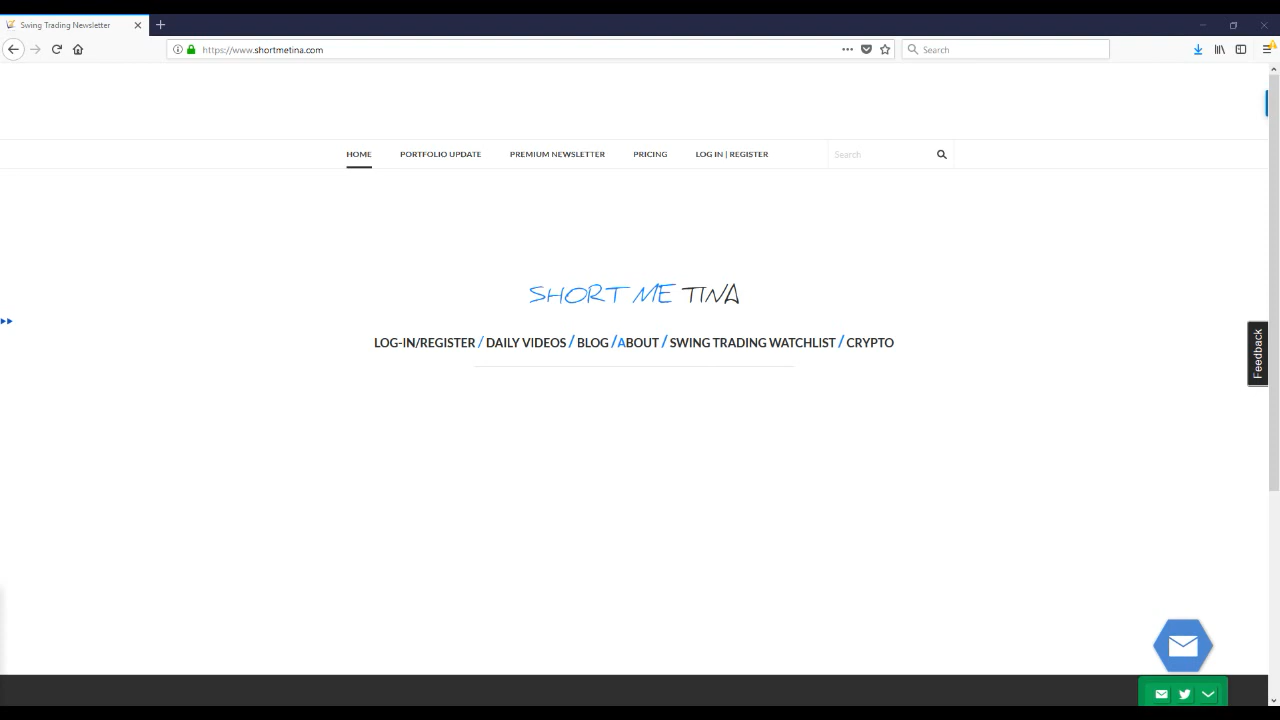 Swing Trading Newsletter
https://www.shortmetina.com
Search
HOME PORTFOLIO UPDATE PREMIUM NEWSLETTER PRICING LOG IN | REGISTER Search
SHORT ME TINA
LOG-IN/REGISTER / DAILY VIDEOS / BLOG /ABOUT / SWING TRADING WATCHLIST / CRYPTO
Feedback